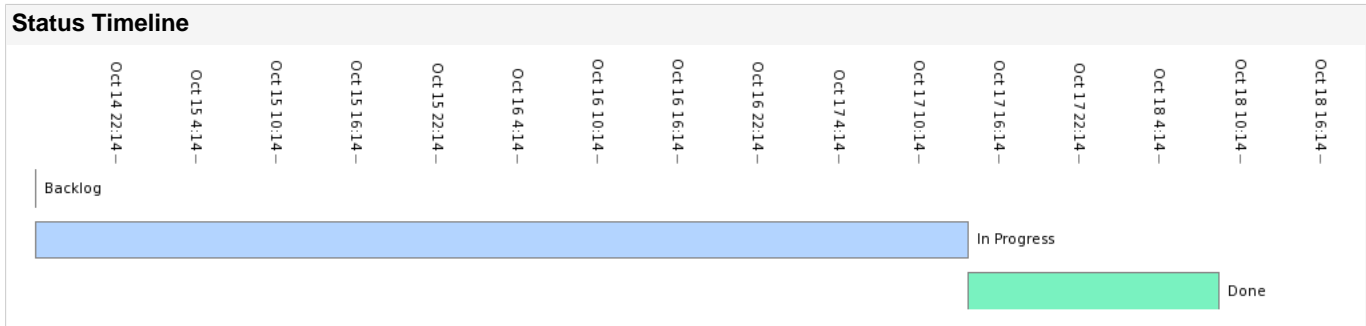 Status Timeline
Oct 14 22:14
Oct 15 4:14
Oct 15 10:14
Oct 15 16:14
Oct 15 22:14
Oct 16 4:14
Oct 16 10:14
Oct 16 16:14
Oct 16 22:14
Oct 17 4:14
Oct 17 10:14
Oct 17 16:14
Oct 17 22:14
Oct 18 4:14
Oct 18 10:14
Oct 18 16:14
Backlog
In Progress
Done